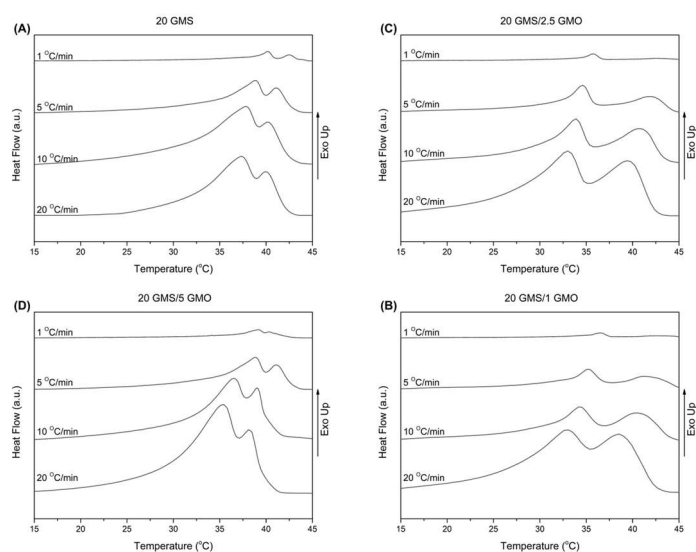 20 GMS
(A)
1 °C/min
5 °C/min
10 °C/min
20 °C/min
Heat Flow (a.u.)
Exo Up
15 20 25 30 35 40 45
Temperature (°C)
20 GMS/2.5 GMO
(C)
1 °C/min
5 °C/min
10 °C/min
20 °C/min
Heat Flow (a.u.)
Exo Up
15 20 25 30 35 40 45
Temperature (°C)
20 GMS/5 GMO
(D)
1 °C/min
5 °C/min
10 °C/min
20 °C/min
Heat Flow (a.u.)
Exo Up
15 20 25 30 35 40 45
Temperature (°C)
20 GMS/1 GMO
(B)
1 °C/min
5 °C/min
10 °C/min
20 °C/min
Heat Flow (a.u.)
Exo Up
15 20 25 30 35 40 45
Temperature (°C)